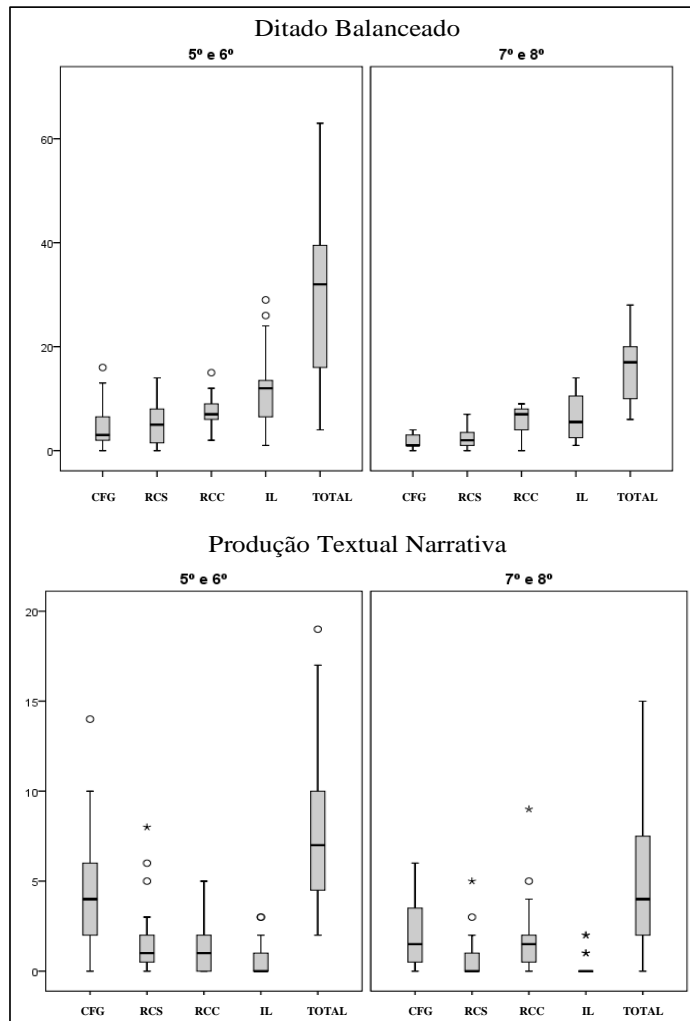 Ditado Balanceado
5º e 6º 7º e 8º
60
40
20
0
CFG RCS RCC IL TOTAL CFG RCS RCC IL TOTAL
Produção Textual Narrativa
5º e 6º 7º e 8º
20
15
10
5
0
CFG RCS RCC IL TOTAL CFG RCS RCC IL TOTAL